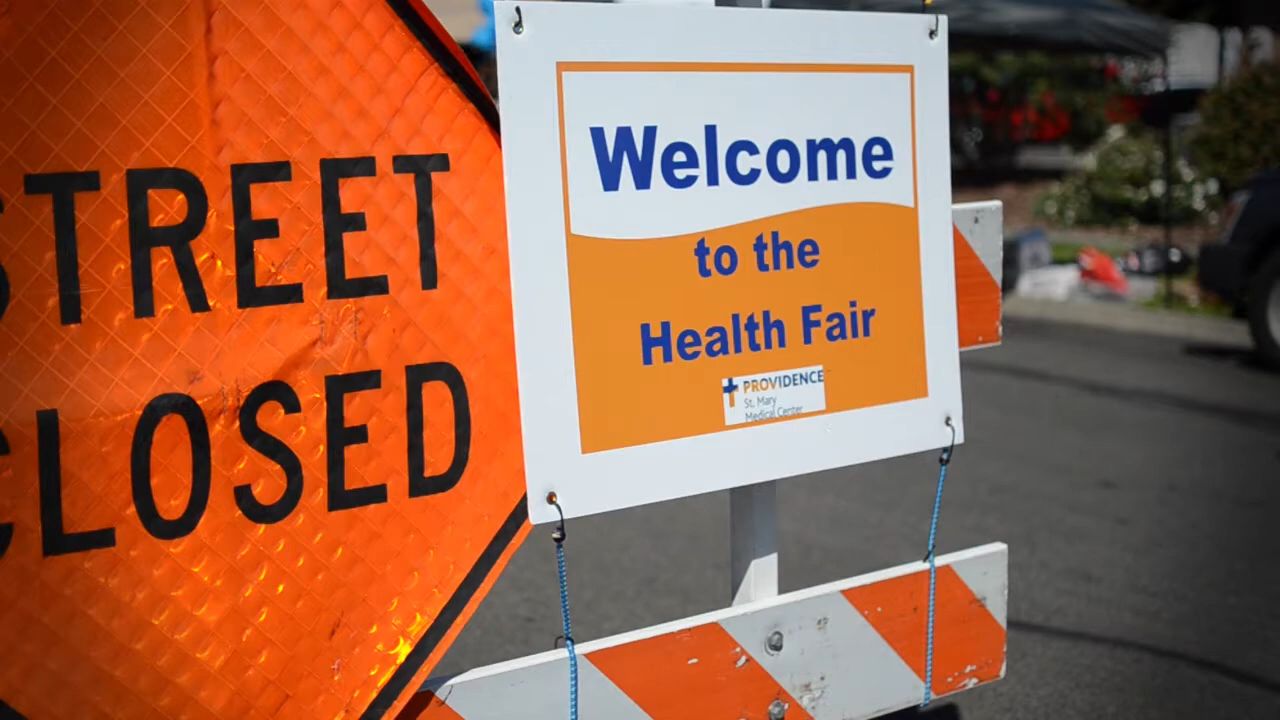 STREET
CLOSED
Welcome
to the
Health Fair
PROVIDENCE
St. Mary
Medical Center